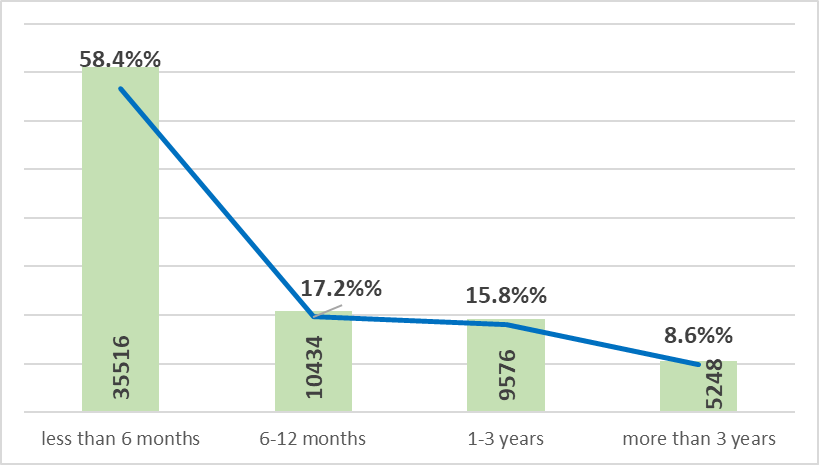 58.4%%
17.2%%
15.8%%
8.6%%
35516
10434
9576
5248
less than 6 months
6-12 months
1-3 years
more than 3 years